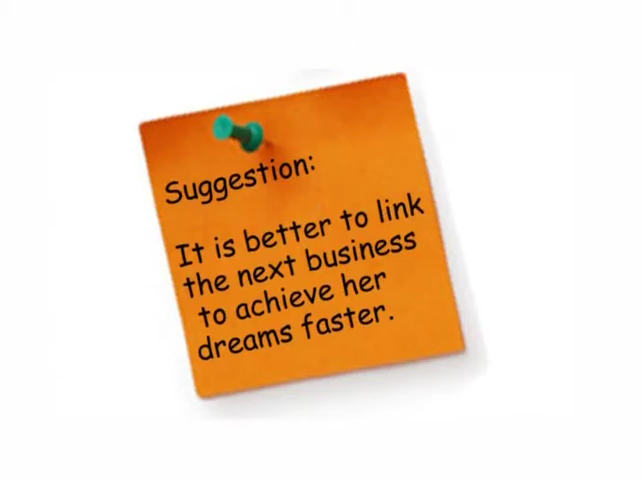 Suggestion:
It is better to link
the next business
to achieve her
dreams faster.